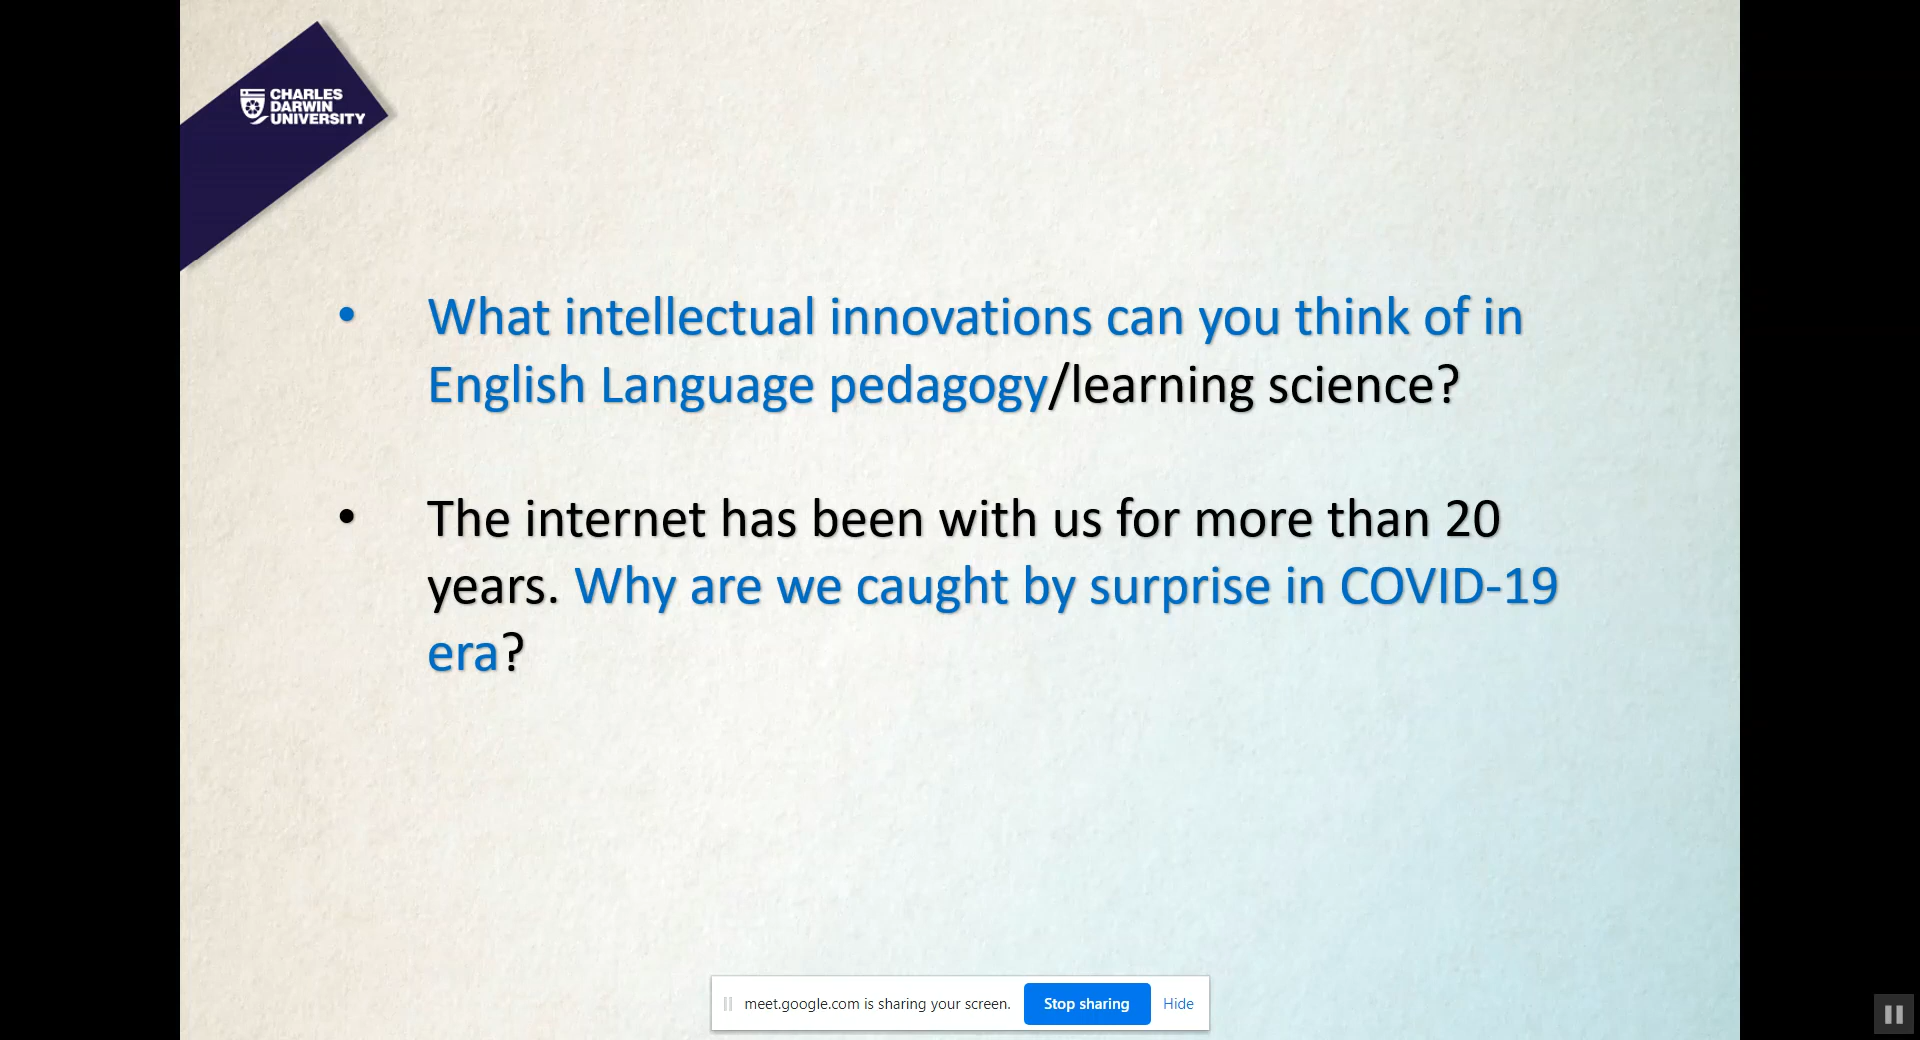 CHARLES
DARWIN
UNIVERSITY
• What intellectual innovations can you think of in
English Language pedagogy/learning science?
• The internet has been with us for more than 20
years. Why are we caught by surprise in COVID-19
era?
meet.google.com is sharing your screen. Stop sharing Hide